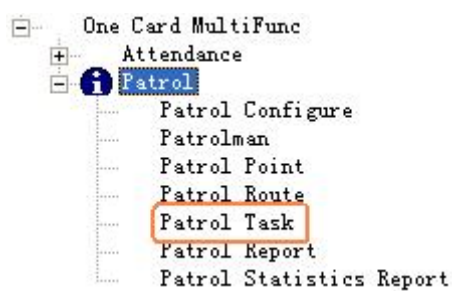 One Card MultiFunc
Attendance
Patrol
Patrol Configure
Patrolman
Patrol Point
Patrol Route
Patrol Task
Patrol Report
Patrol Statistics Report